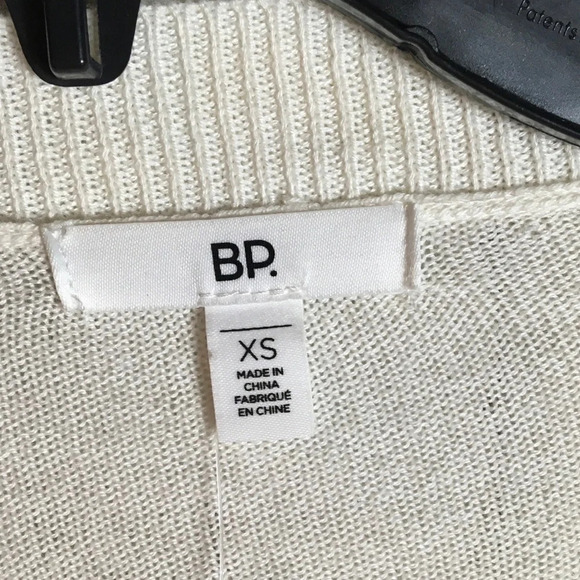 Patents
BP.
XS
MADE IN
CHINA
FABRIQUÉ
EN CHINE